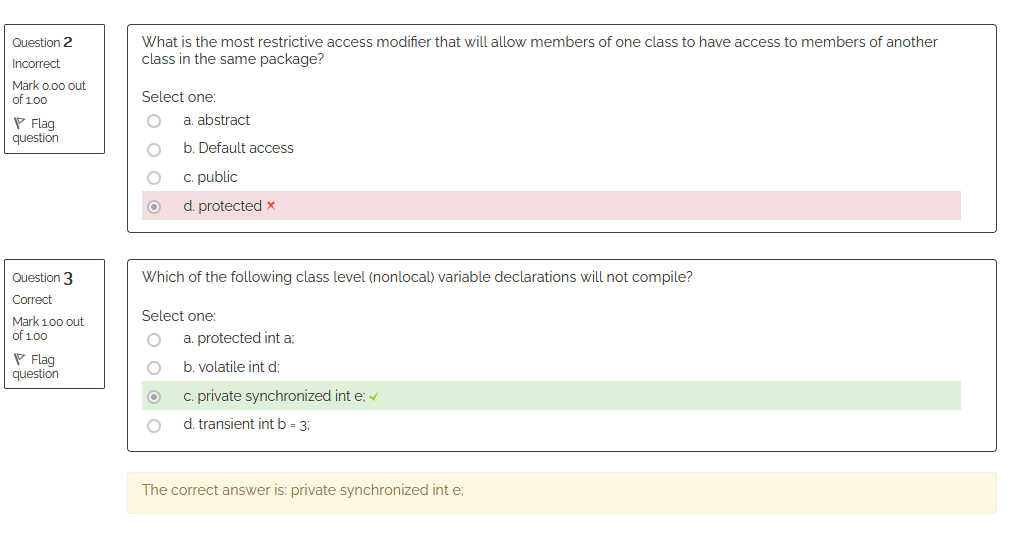 Question 2
Incorrect
Mark 0.00 out
of 1.00
Flag
question
What is the most restrictive access modifier that will allow members of one class to have access to members of another
class in the same package?
Select one:
a. abstract
b. Default access
c. public
d. protected
Question 3
Correct
Mark 1.00 out
of 1.00
Flag
question
Which of the following class level (nonlocal) variable declarations will not compile?
Select one:
a. protected int a;
b. volatile int d;
c. private synchronized int e;
d. transient int b = 3;
The correct answer is: private synchronized int e;